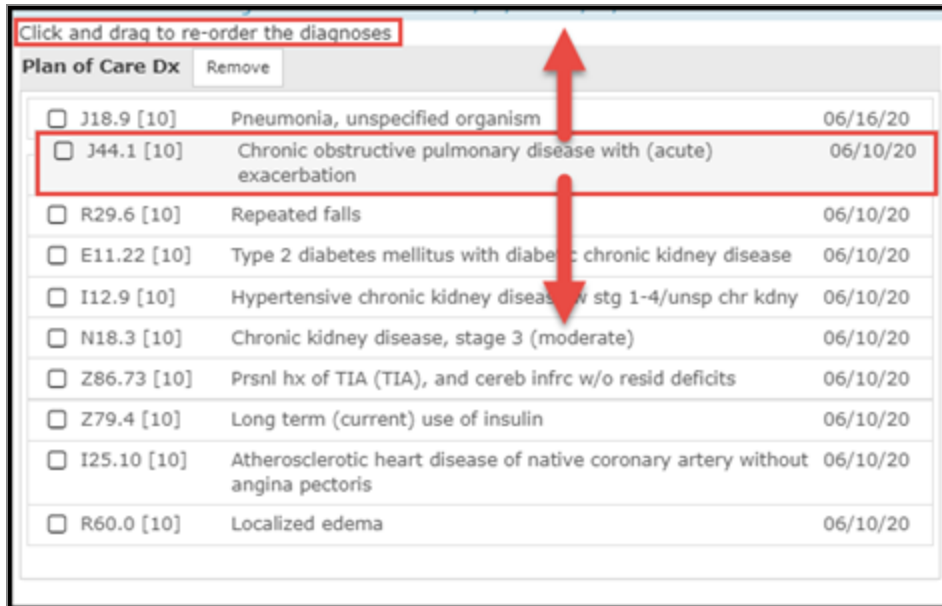 Click and drag to re-order the diagnoses
Plan of Care Dx Remove
J18.9 [10] Pneumonia, unspecified organism 06/16/20
J44.1 [10] Chronic obstructive pulmonary disease with (acute) 06/10/20
exacerbation
R29.6 [10] Repeated falls 06/10/20
E11.22 [10] Type 2 diabetes mellitus with diabetic chronic kidney disease 06/10/20
I12.9 [10] Hypertensive chronic kidney disease w stg 1-4/unsp chr kdny 06/10/20
N18.3 [10] Chronic kidney disease, stage 3 (moderate) 06/10/20
Z86.73 [10] Prsnl hx of TIA (TIA), and cereb infrc w/o resid deficits 06/10/20
Z79.4 [10] Long term (current) use of insulin 06/10/20
I25.10 [10] Atherosclerotic heart disease of native coronary artery without 06/10/20
angina pectoris
R60.0 [10] Localized edema 06/10/20